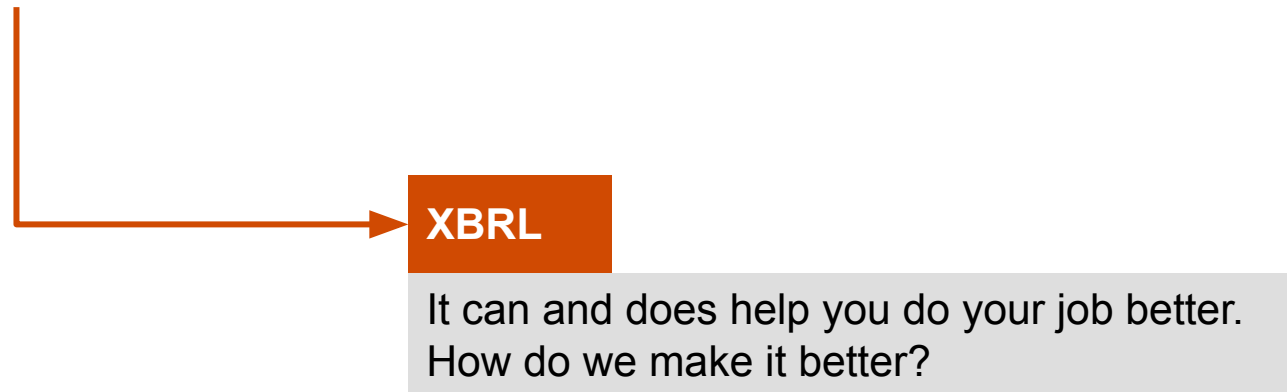 XBRL
It can and does help you do your job better.
How do we make it better?